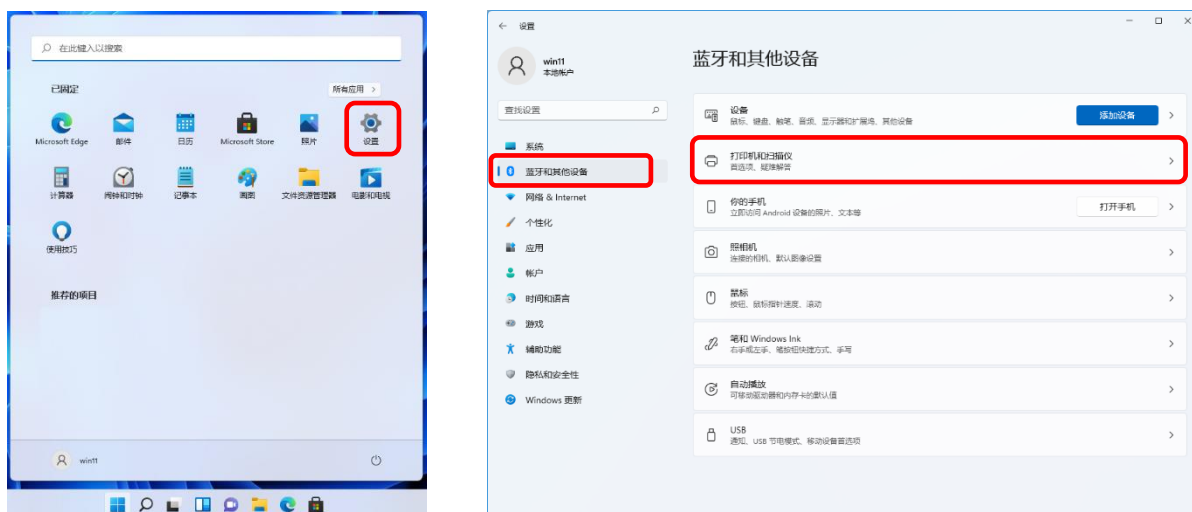 在此键入以搜索
已固定
所有应用 >
Microsoft Edge
邮件
日历
Microsoft Store
照片
设置
计算器
闹钟和时钟
记事本
画图
文件资源管理器
电影和电视
使用技巧
推荐的项目
win11
设置
win11
本地帐户
查找设置
系统
蓝牙和其他设备
网络 & Internet
个性化
应用
帐户
时间和语言
游戏
辅助功能
隐私和安全性
Windows 更新
蓝牙和其他设备
设备
鼠标、键盘、触笔、音频、显示器和扩展坞、其他设备
添加设备
打印机和扫描仪
首选项、疑难解答
你的手机
立即访问 Android 设备的照片、文本等
打开手机
照相机
连接的相机、默认图像设置
鼠标
按钮、鼠标指针速度、滚动
笔和 Windows Ink
右手或左手、笔按钮快捷方式、手写
自动播放
可移动驱动器和内存卡的默认值
USB
通知、USB 节电模式、移动设备首选项